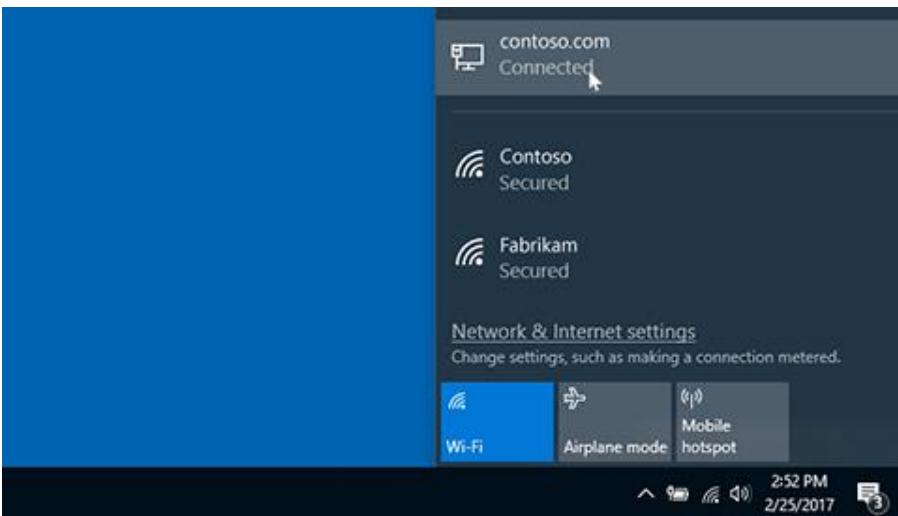 contoso.com
Connected
Contoso
Secured
Fabrikam
Secured
Network & Internet settings
Change settings, such as making a connection metered.
Wi-Fi
Airplane mode
Mobile
hotspot
2:52 PM
2/25/2017
3